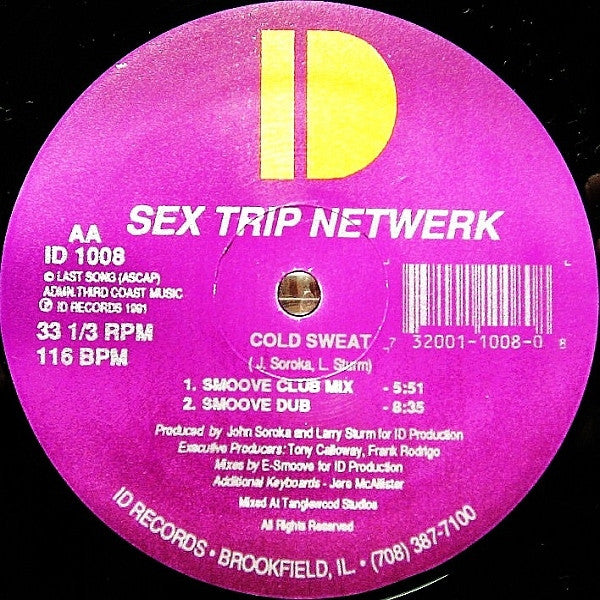 ID
SEX TRIP NETWERK
AA
ID 1008
© LAST SONG (ASCAP)
ADMN.THIRD COAST MUSIC
℗ ID RECORDS 1991
33 1/3 RPM
116 BPM
7 32001-1008-0 8
COLD SWEAT
( J. Soroka, L. Sturm)
1. SMOOVE CLUB MIX - 5:51
2. SMOOVE DUB - 8:35
Produced by John Soroka and Larry Sturm for ID Production
Executive Producers: Tony Calloway, Frank Rodrigo
Mixes by E-Smoove for ID Production
Additional Keyboards - Jere McAllister
Mixed At Tanglewood Studios
All Rights Reserved
ID RECORDS • BROOKFIELD, IL. • (708) 387-7100